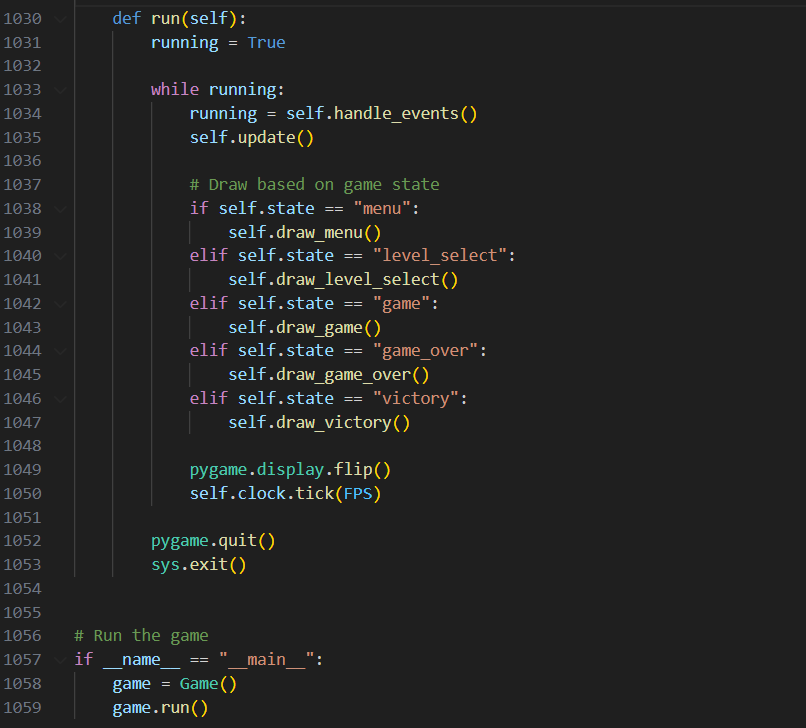 1030 def run(self):
1031 running = True
1032
1033 while running:
1034 running = self.handle_events()
1035 self.update()
1036
1037 # Draw based on game state
1038 if self.state == "menu":
1039 self.draw_menu()
1040 elif self.state == "level_select":
1041 self.draw_level_select()
1042 elif self.state == "game":
1043 self.draw_game()
1044 elif self.state == "game_over":
1045 self.draw_game_over()
1046 elif self.state == "victory":
1047 self.draw_victory()
1048
1049 pygame.display.flip()
1050 self.clock.tick(FPS)
1051
1052 pygame.quit()
1053 sys.exit()
1054
1055
1056 # Run the game
1057 if __name__ == "__main__":
1058 game = Game()
1059 game.run()